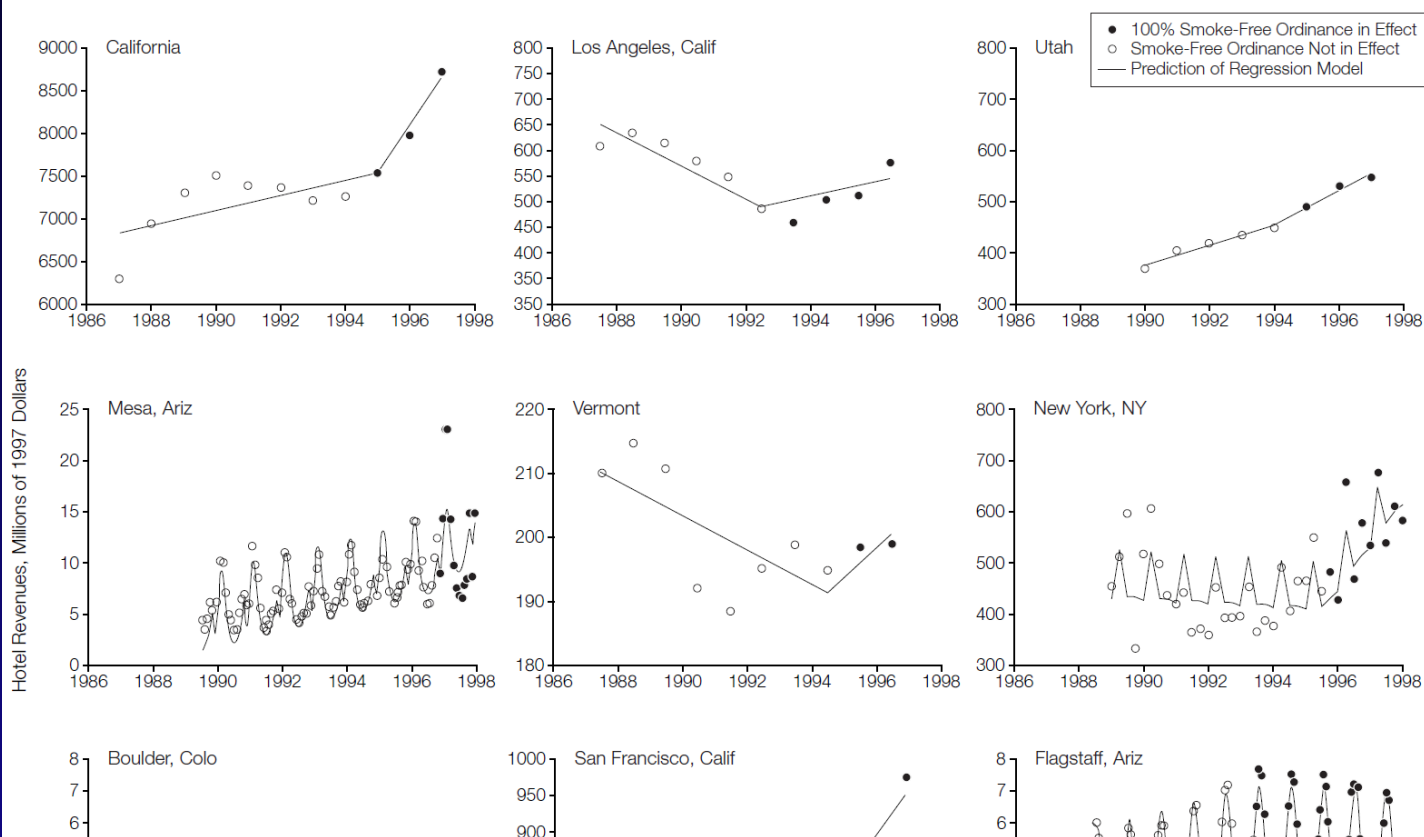 100% Smoke-Free Ordinance in Effect
Smoke-Free Ordinance Not in Effect
Prediction of Regression Model
Hotel Revenues, Millions of 1997 Dollars
California
9000
8500
8000
7500
7000
6500
6000
1986 1988 1990 1992 1994 1996 1998
Los Angeles, Calif
800
750
700
650
600
550
500
450
400
350
350
1986 1988 1990 1992 1994 1996 1998
Utah
800
700
600
500
400
300
1986 1988 1990 1992 1994 1996 1998
Mesa, Ariz
25
20
15
10
5
0
1986 1988 1990 1992 1994 1996 1998
Vermont
220
210
200
190
180
1986 1988 1990 1992 1994 1996 1998
New York, NY
800
700
600
500
400
300
1986 1988 1990 1992 1994 1996 1998
Boulder, Colo
8
7
6
San Francisco, Calif
1000
950
900
Flagstaff, Ariz
8
7
6